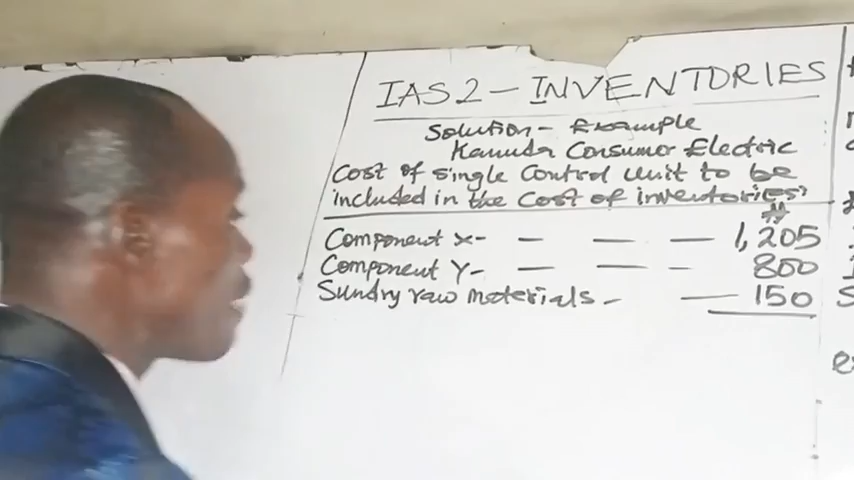 IAS 2 - INVENTORIES
Solution - Example
Kamuda Consumer Electric
Cost of single Control unit to be
included in the Cost of inventories:
₦
Component X - — — — 1,205
Component Y - — — - 800
Sundry raw materials - — 150